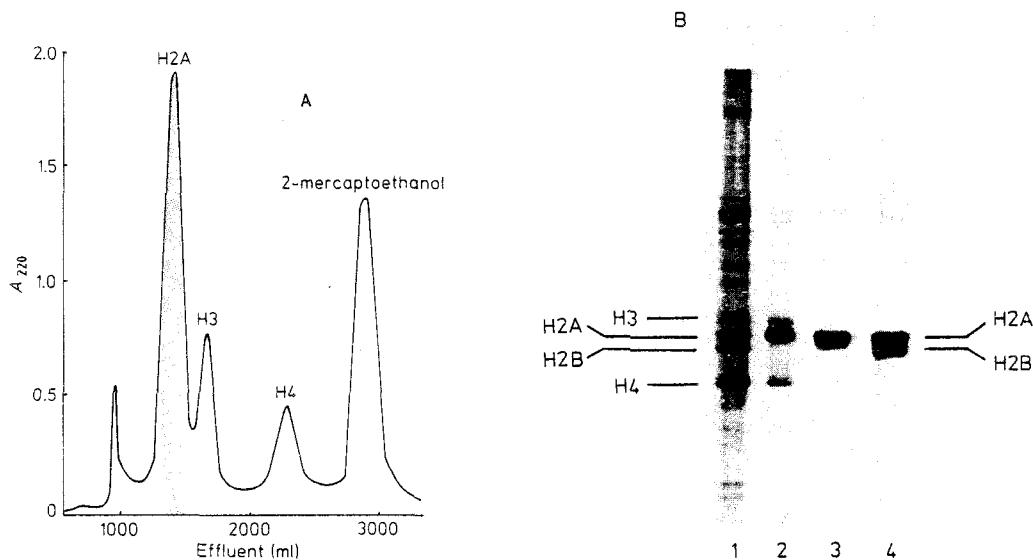 A
2.0
1.5
1.0
0.5
0
A220
H2A
H3
H4
2-mercaptoethanol
1000
2000
3000
Effluent (ml)
B
H3
H2A
H2B
H4
H2A
H2B
1 2 3 4